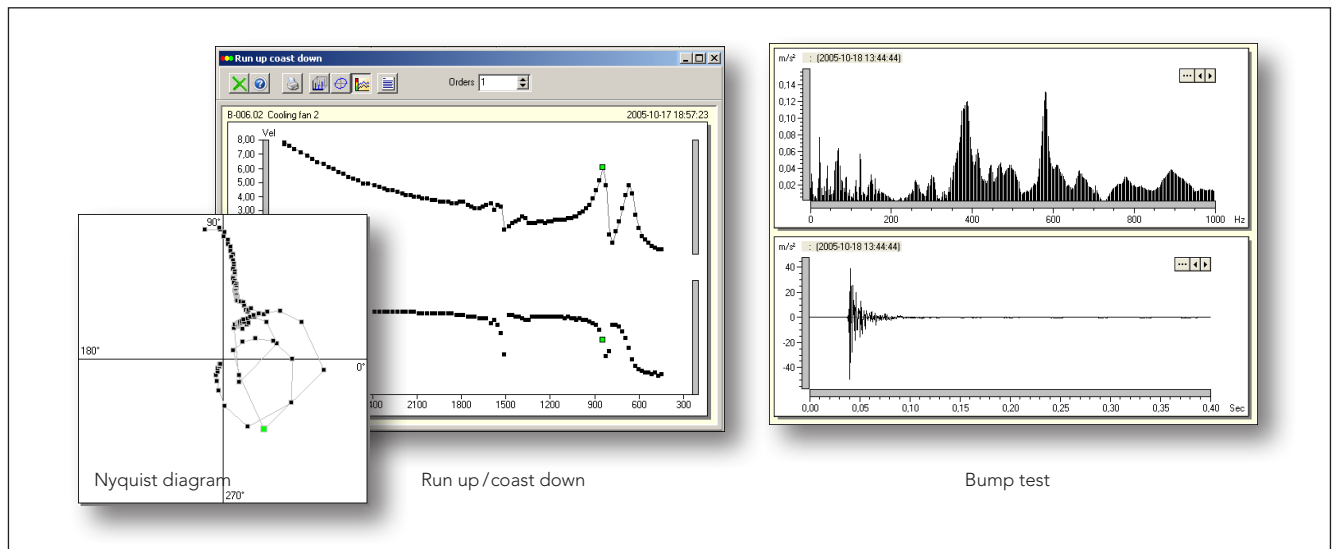 Run up coast down
Orders 1
B-006.02 Cooling fan 2 2005-10-17 18:57:23
Vel
8,00
7,00
6,00
5,00
4,00
3,00
2100 1800 1500 1200 900 600 300
90°
180° 0°
270°
Nyquist diagram
Run up / coast down
m/s² : (2005-10-18 13:44:44)
0,14
0,12
0,10
0,08
0,06
0,04
0,02
0 200 400 600 800 1000 Hz
m/s² : (2005-10-18 13:44:44)
40
20
0
-20
-40
0,00 0,05 0,10 0,15 0,20 0,25 0,30 0,35 0,40 Sec
Bump test